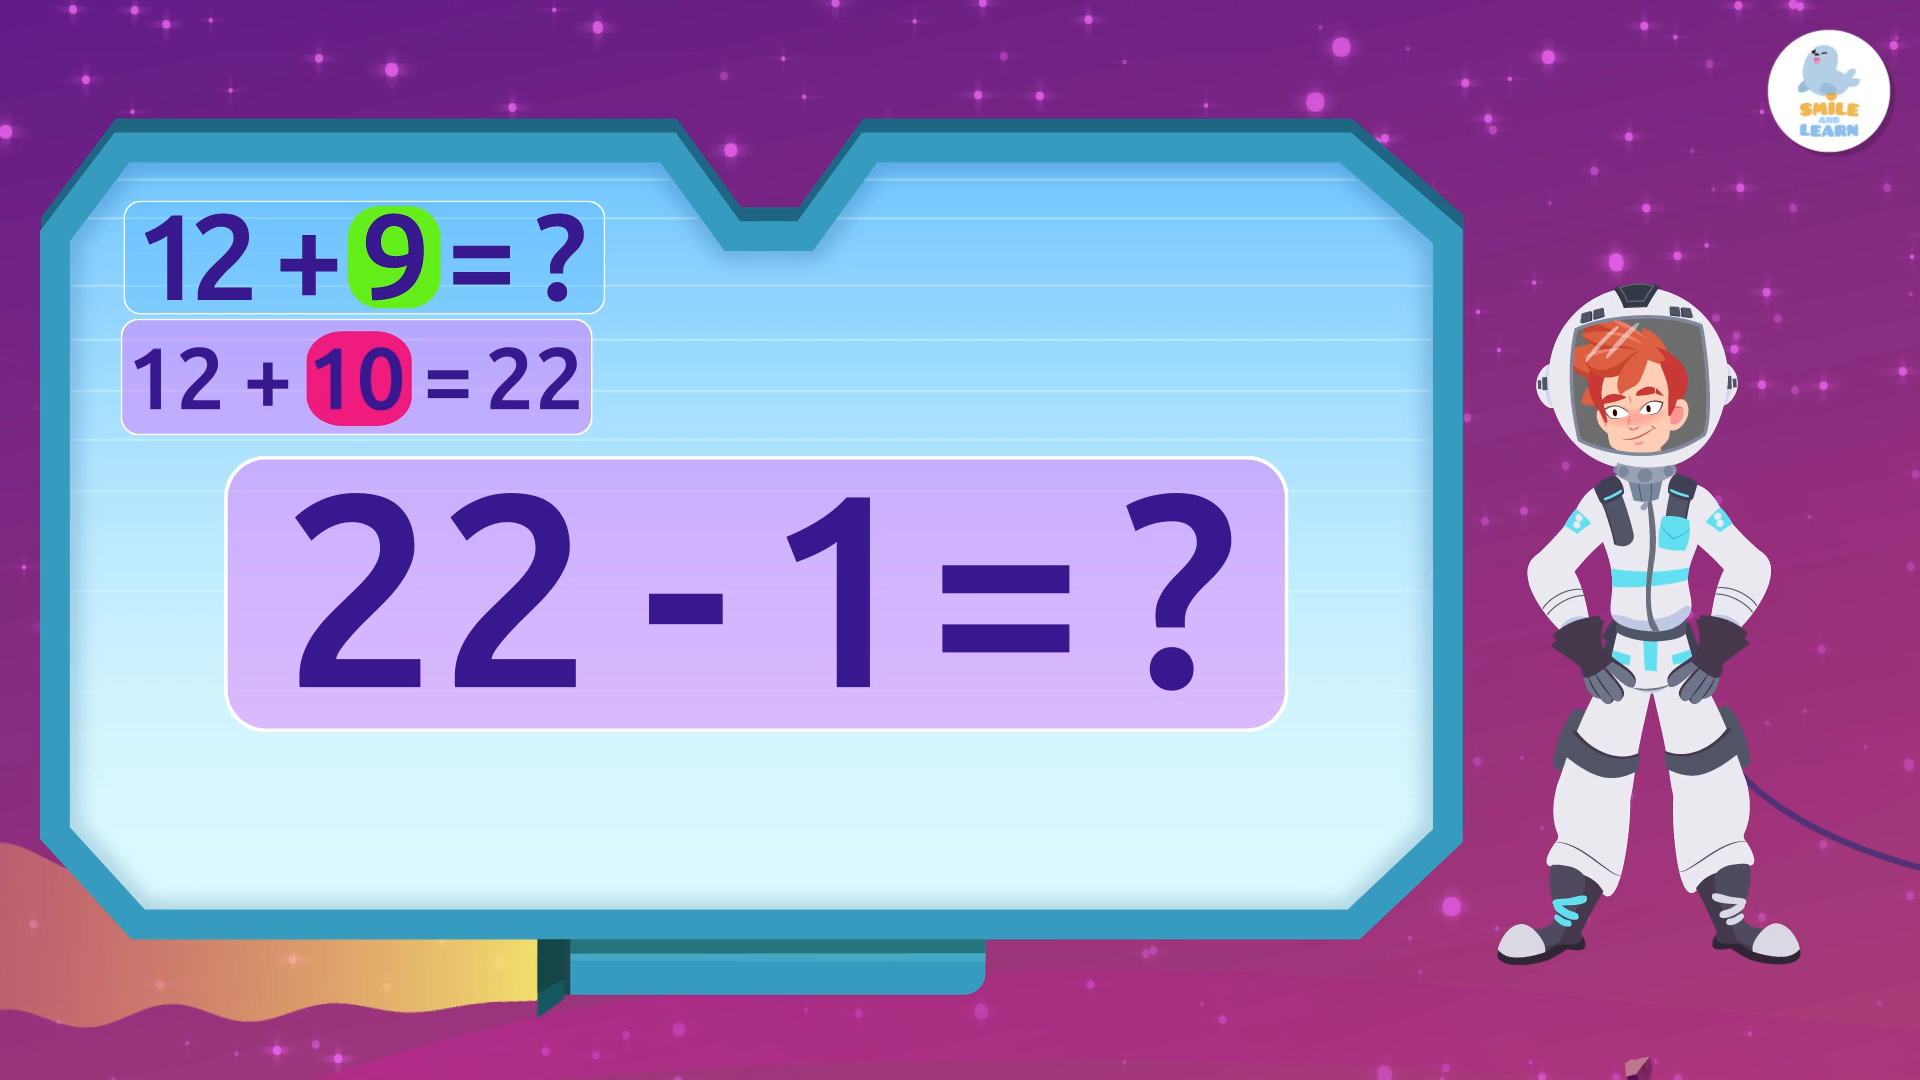 12 + 9 = ?
12 + 10 = 22
22 - 1 = ?
SMILE
AND
LEARN